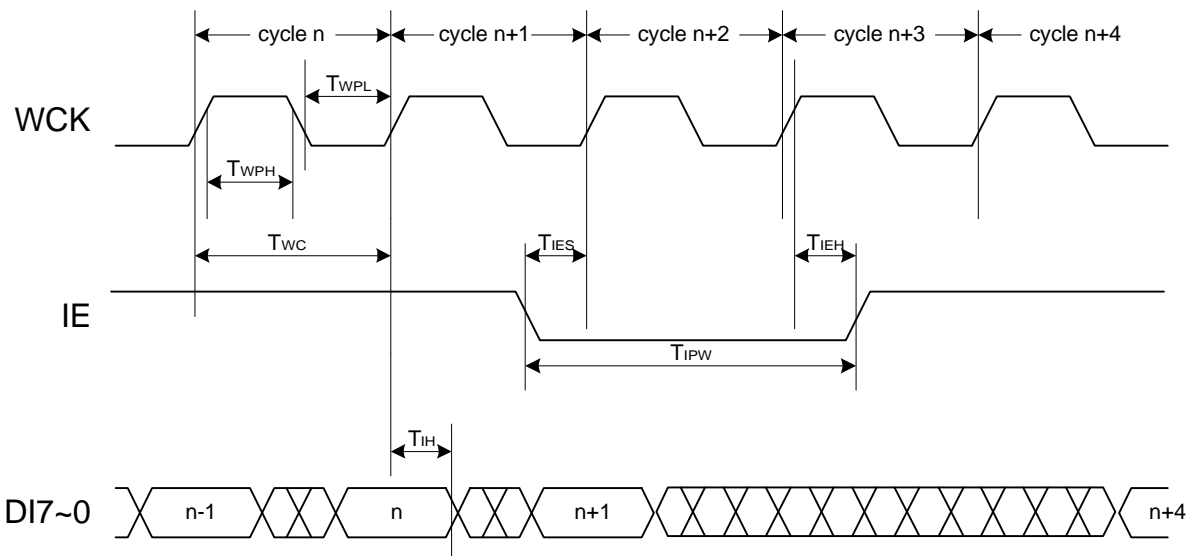 cycle n cycle n+1 cycle n+2 cycle n+3 cycle n+4
TWPL
WCK
TWPH
TWC TIES TIEH
IE
TIPW
TIH
DI7~0 n-1 n n+1 n+4